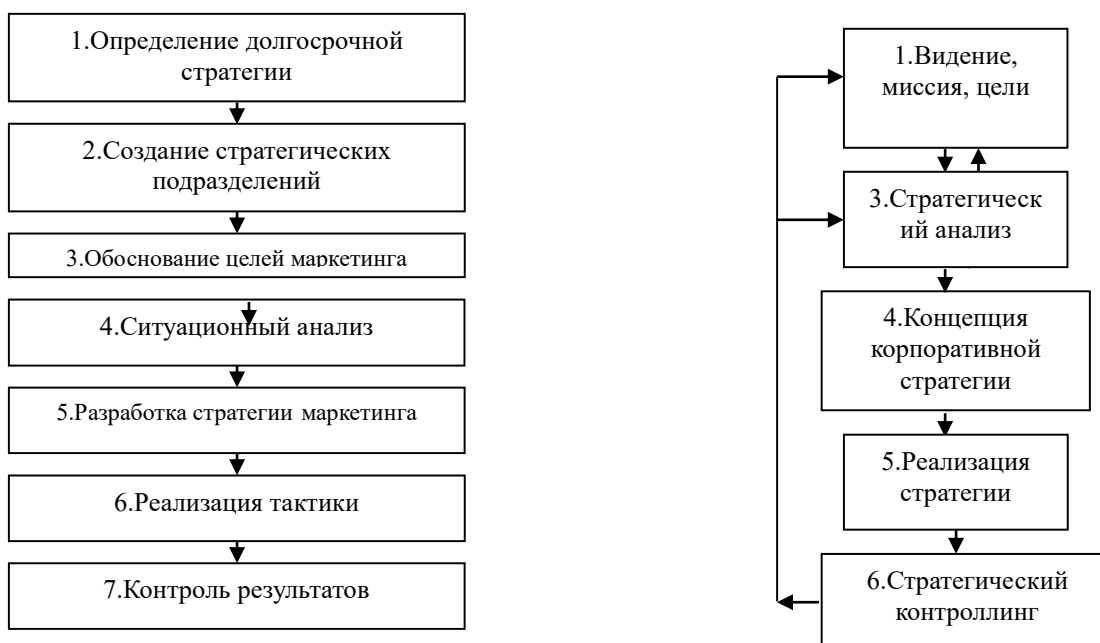 1.Определение долгосрочной
стратегии
2.Создание стратегических
подразделений
3.Обоснование целей маркетинга
4.Ситуационный анализ
5.Разработка стратегии маркетинга
6.Реализация тактики
7.Контроль результатов
1.Видение,
миссия, цели
3.Стратегическ
ий анализ
4.Концепция
корпоративной
стратегии
5.Реализация
стратегии
6.Стратегический
контроллинг